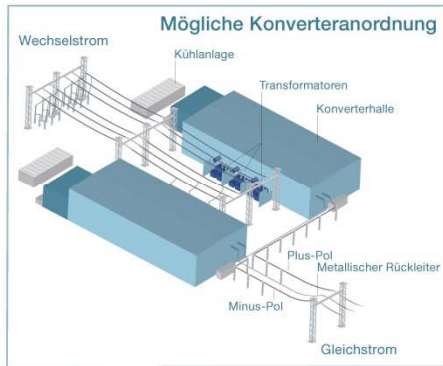 Mögliche Konverteranordnung
Wechselstrom
Kühlanlage
Transformatoren
Konverterhalle
Plus-Pol
Metallischer Rückleiter
Minus-Pol
Gleichstrom